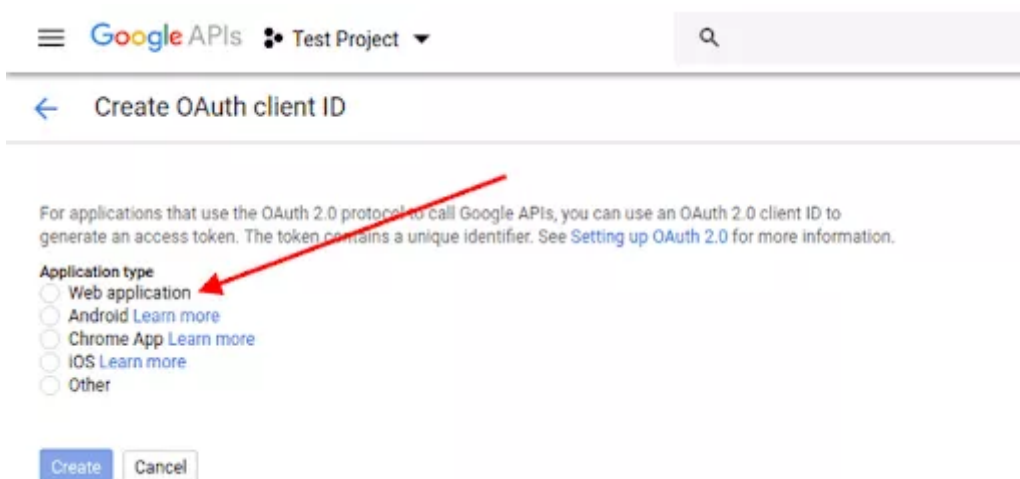 Google APIs Test Project
Create OAuth client ID
For applications that use the OAuth 2.0 protocol to call Google APIs, you can use an OAuth 2.0 client ID to
generate an access token. The token contains a unique identifier. See Setting up OAuth 2.0 for more information.
Application type
Web application
Android Learn more
Chrome App Learn more
iOS Learn more
Other
Create Cancel